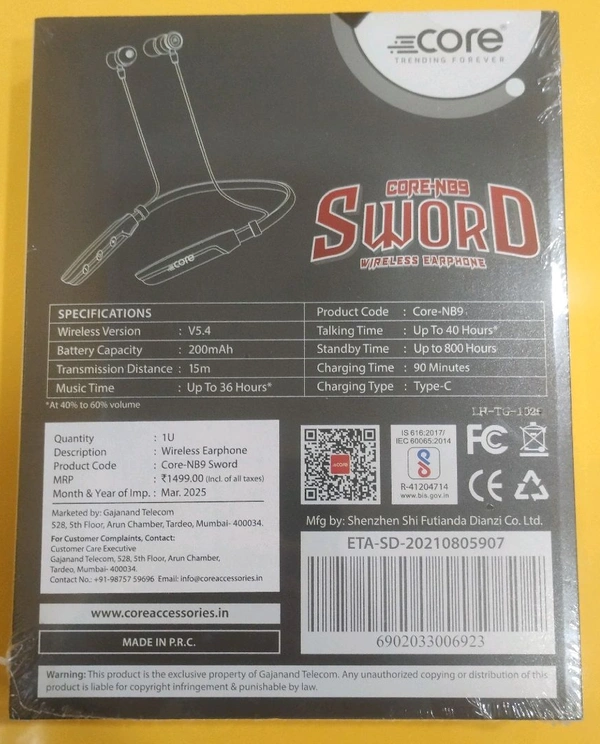 core
TRENDING FOREVER
CORE-NB9
SWORD
WIRELESS EARPHONE
core
SPECIFICATIONS
Wireless Version : V5.4
Battery Capacity : 200mAh
Transmission Distance : 15m
Music Time : Up To 36 Hours*
Product Code : Core-NB9
Talking Time : Up To 40 Hours*
Standby Time : Up to 800 Hours
Charging Time : 90 Minutes
Charging Type : Type-C
*At 40% to 60% volume
Quantity : 1U
Description : Wireless Earphone
Product Code : Core-NB9 Sword
MRP : ₹1499.00 (Incl. of all taxes)
Month & Year of Imp. : Mar. 2025
Marketed by: Gajanand Telecom
528, 5th Floor, Arun Chamber, Tardeo, Mumbai- 400034.
For Customer Complaints, Contact:
Customer Care Executive
Gajanand Telecom, 528, 5th Floor, Arun Chamber,
Tardeo, Mumbai- 400034.
Contact No.: +91-98757 59696 Email: info@coreaccessories.in
www.coreaccessories.in
MADE IN P.R.C.
CORE
IS 616:2017/
IEC 60065:2014
R-41204714
www.bis.gov.in
FC
CE
Mfg by: Shenzhen Shi Futianda Dianzi Co. Ltd.
ETA-SD-20210805907
6902033006923
Warning: This product is the exclusive property of Gajanand Telecom. Any unauthorized copying or distribution of this
product is liable for copyright infringement & punishable by law.